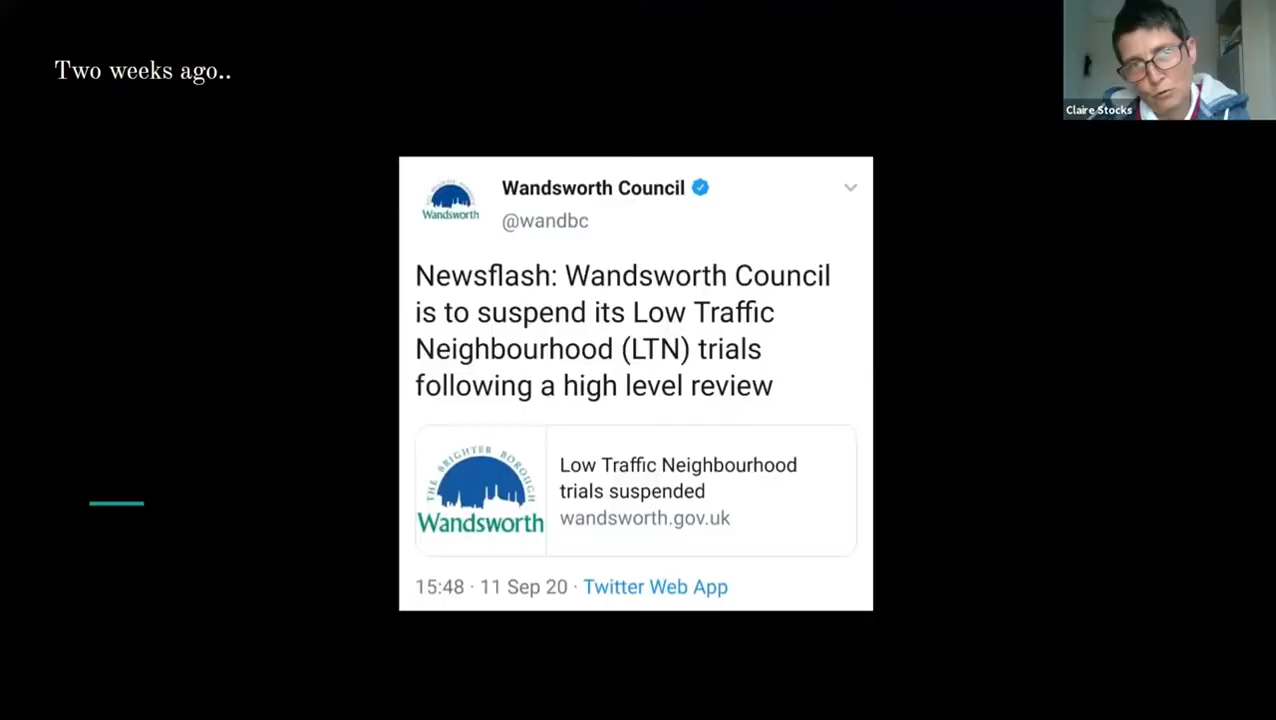 Two weeks ago..
Claire Stocks
Wandsworth
Wandsworth Council
@wandbc
Newsflash: Wandsworth Council
is to suspend its Low Traffic
Neighbourhood (LTN) trials
following a high level review
THE BRIGHTER BOROUGH
Wandsworth
Low Traffic Neighbourhood
trials suspended
wandsworth.gov.uk
15:48 · 11 Sep 20 · Twitter Web App